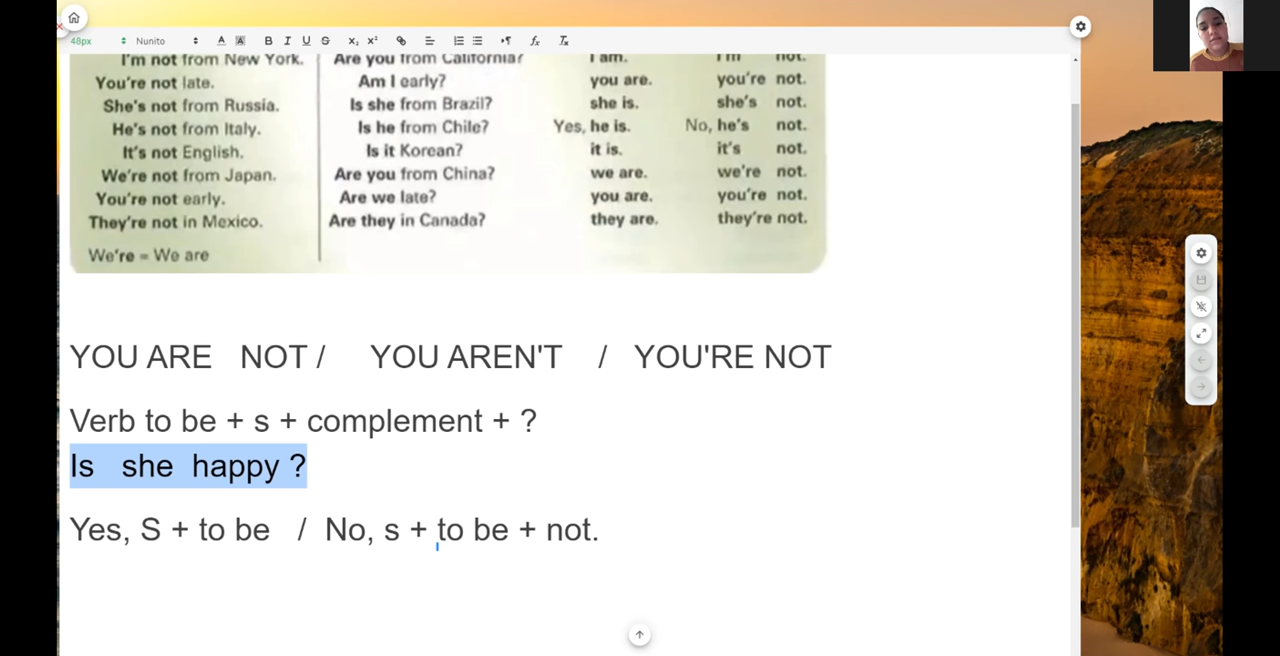 48px Nunito
I'm not from New York. Are you from California? I am. I'm not.
You're not late. Am I early? you are. you're not.
She's not from Russia. Is she from Brazil? she is. she's not.
He's not from Italy. Is he from Chile? Yes, he is. No, he's not.
It's not English. Is it Korean? it is. it's not.
We're not from Japan. Are you from China? we are. we're not.
You're not early. Are we late? you are. you're not.
They're not in Mexico. Are they in Canada? they are. they're not.
We're = We are
YOU ARE NOT / YOU AREN'T / YOU'RE NOT
Verb to be + s + complement + ?
Is she happy ?
Yes, S + to be / No, s + to be + not.